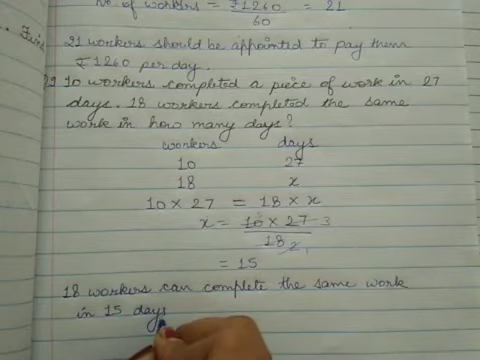 No of workers = ₹1260 / 60 = 21
21 workers should be appointed to pay them
₹1260 per day.
10 workers completed a piece of work in 27
days. 18 workers completed the same
work in how many days?
workers days
10 27
18 x
10 × 27 = 18 × x
x = 10 × 27 3
18 2
= 15
18 workers can complete the same work
in 15 days